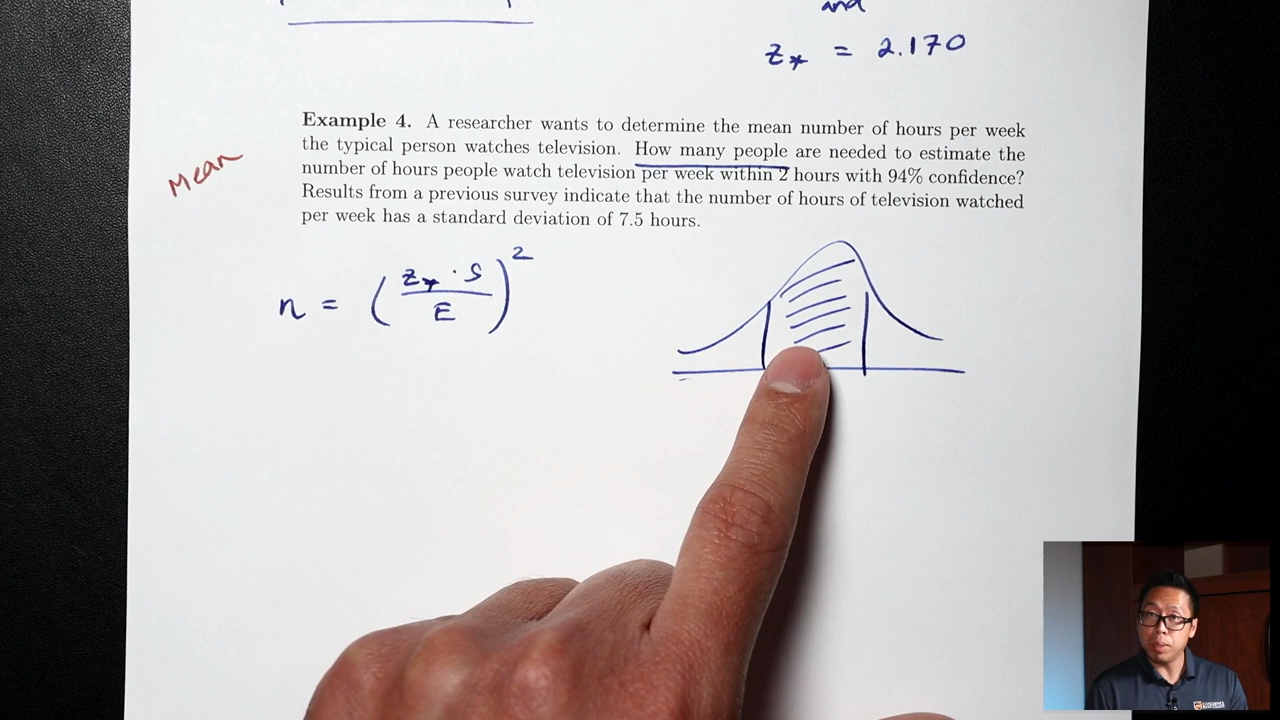 and
z* = 2.170
Example 4. A researcher wants to determine the mean number of hours per week
the typical person watches television. How many people are needed to estimate the
number of hours people watch television per week within 2 hours with 94% confidence?
Results from a previous survey indicate that the number of hours of television watched
per week has a standard deviation of 7.5 hours.
Mean
n = (z* · s / E)²